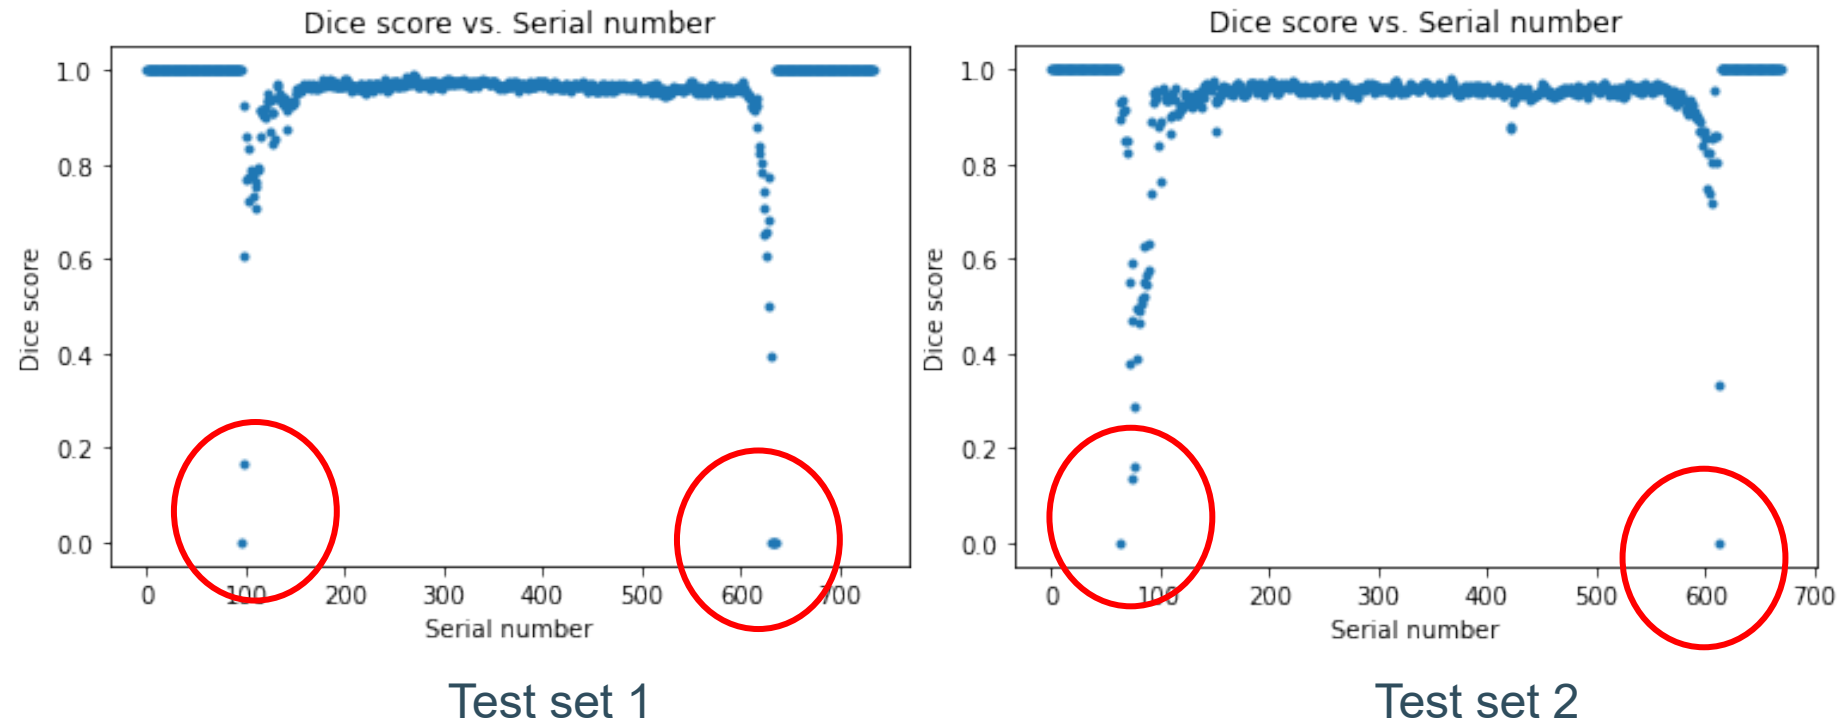 Dice score vs. Serial number
1.0
0.8
0.6
0.4
0.2
0.0
Dice score
0 100 200 300 400 500 600 700
Serial number
Test set 1
Dice score vs. Serial number
1.0
0.8
0.6
0.4
0.2
0.0
Dice score
0 100 200 300 400 500 600 700
Serial number
Test set 2